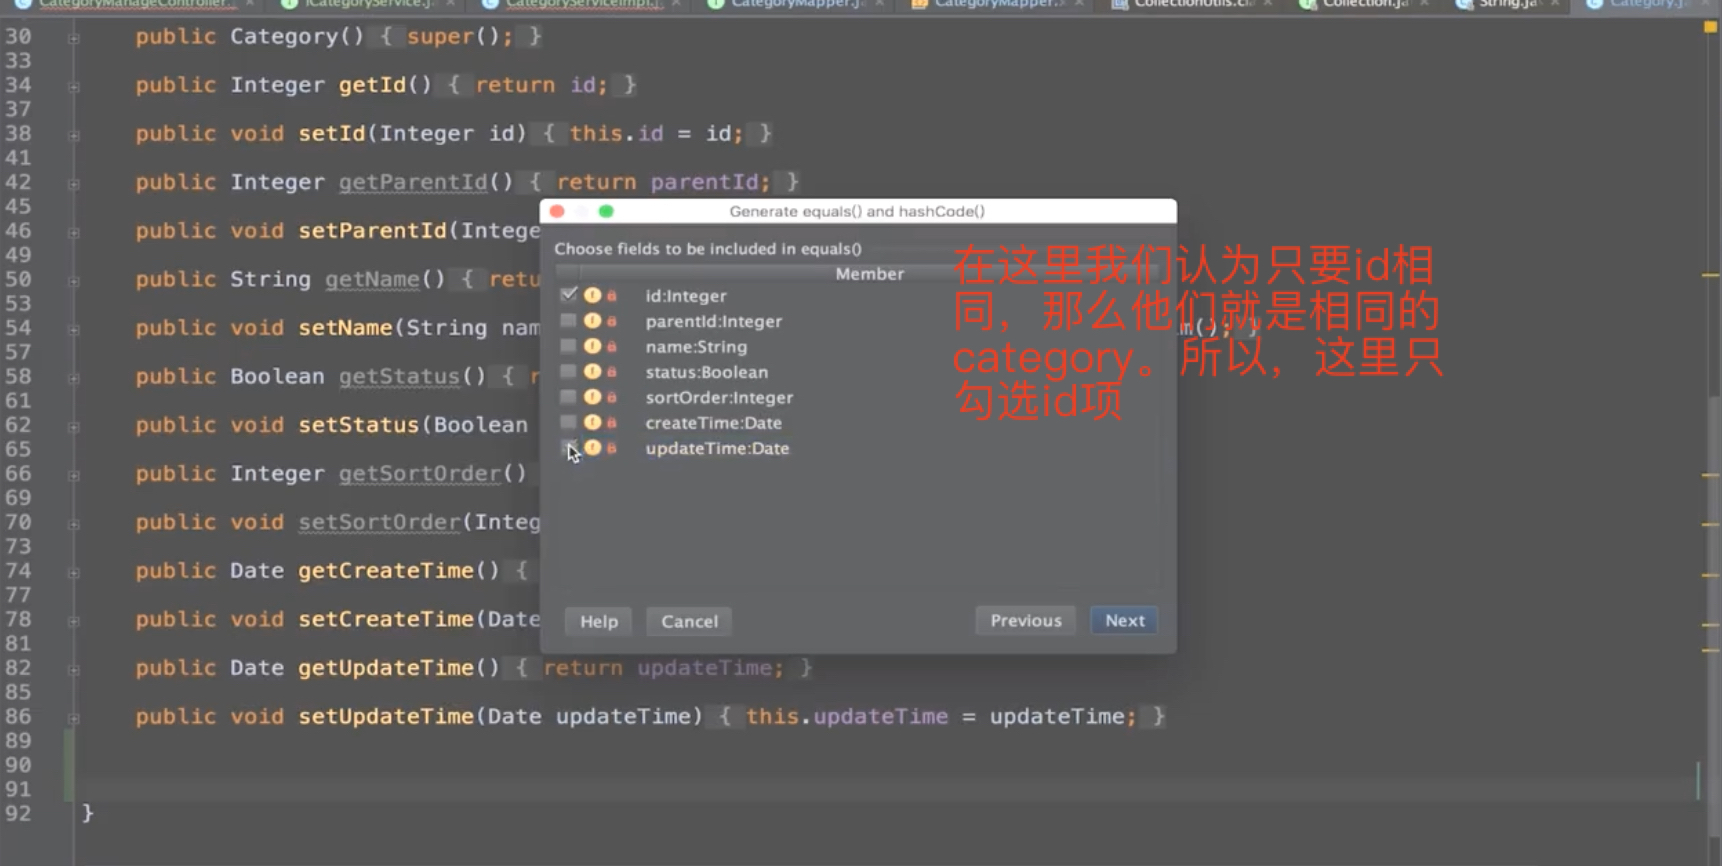 CategoryManageController.
ICategoryService.j
CategoryServiceImpl.j
CategoryMapper.j
CategoryMapper.
CollectionUtils.cl
Collection.ja
String.ja
Category.j
30 public Category() { super(); }
33
34 public Integer getId() { return id; }
37
38 public void setId(Integer id) { this.id = id; }
41
42 public Integer getParentId() { return parentId; }
45
46 public void setParentId(Intege
49
50 public String getName() { retu
53
54 public void setName(String nam m(); }
57
58 public Boolean getStatus() { r
61
62 public void setStatus(Boolean
65
66 public Integer getSortOrder()
69
70 public void setSortOrder(Integ
73
74 public Date getCreateTime() {
77
78 public void setCreateTime(Date
81
82 public Date getUpdateTime() { return updateTime; }
85
86 public void setUpdateTime(Date updateTime) { this.updateTime = updateTime; }
89
90
91
92 }
Generate equals() and hashCode()
Choose fields to be included in equals()
Member
id:Integer
parentId:Integer
name:String
status:Boolean
sortOrder:Integer
createTime:Date
updateTime:Date
Help
Cancel
Previous
Next
在这里我们认为只要id相
同，那么他们就是相同的
category。所以，这里只
勾选id项